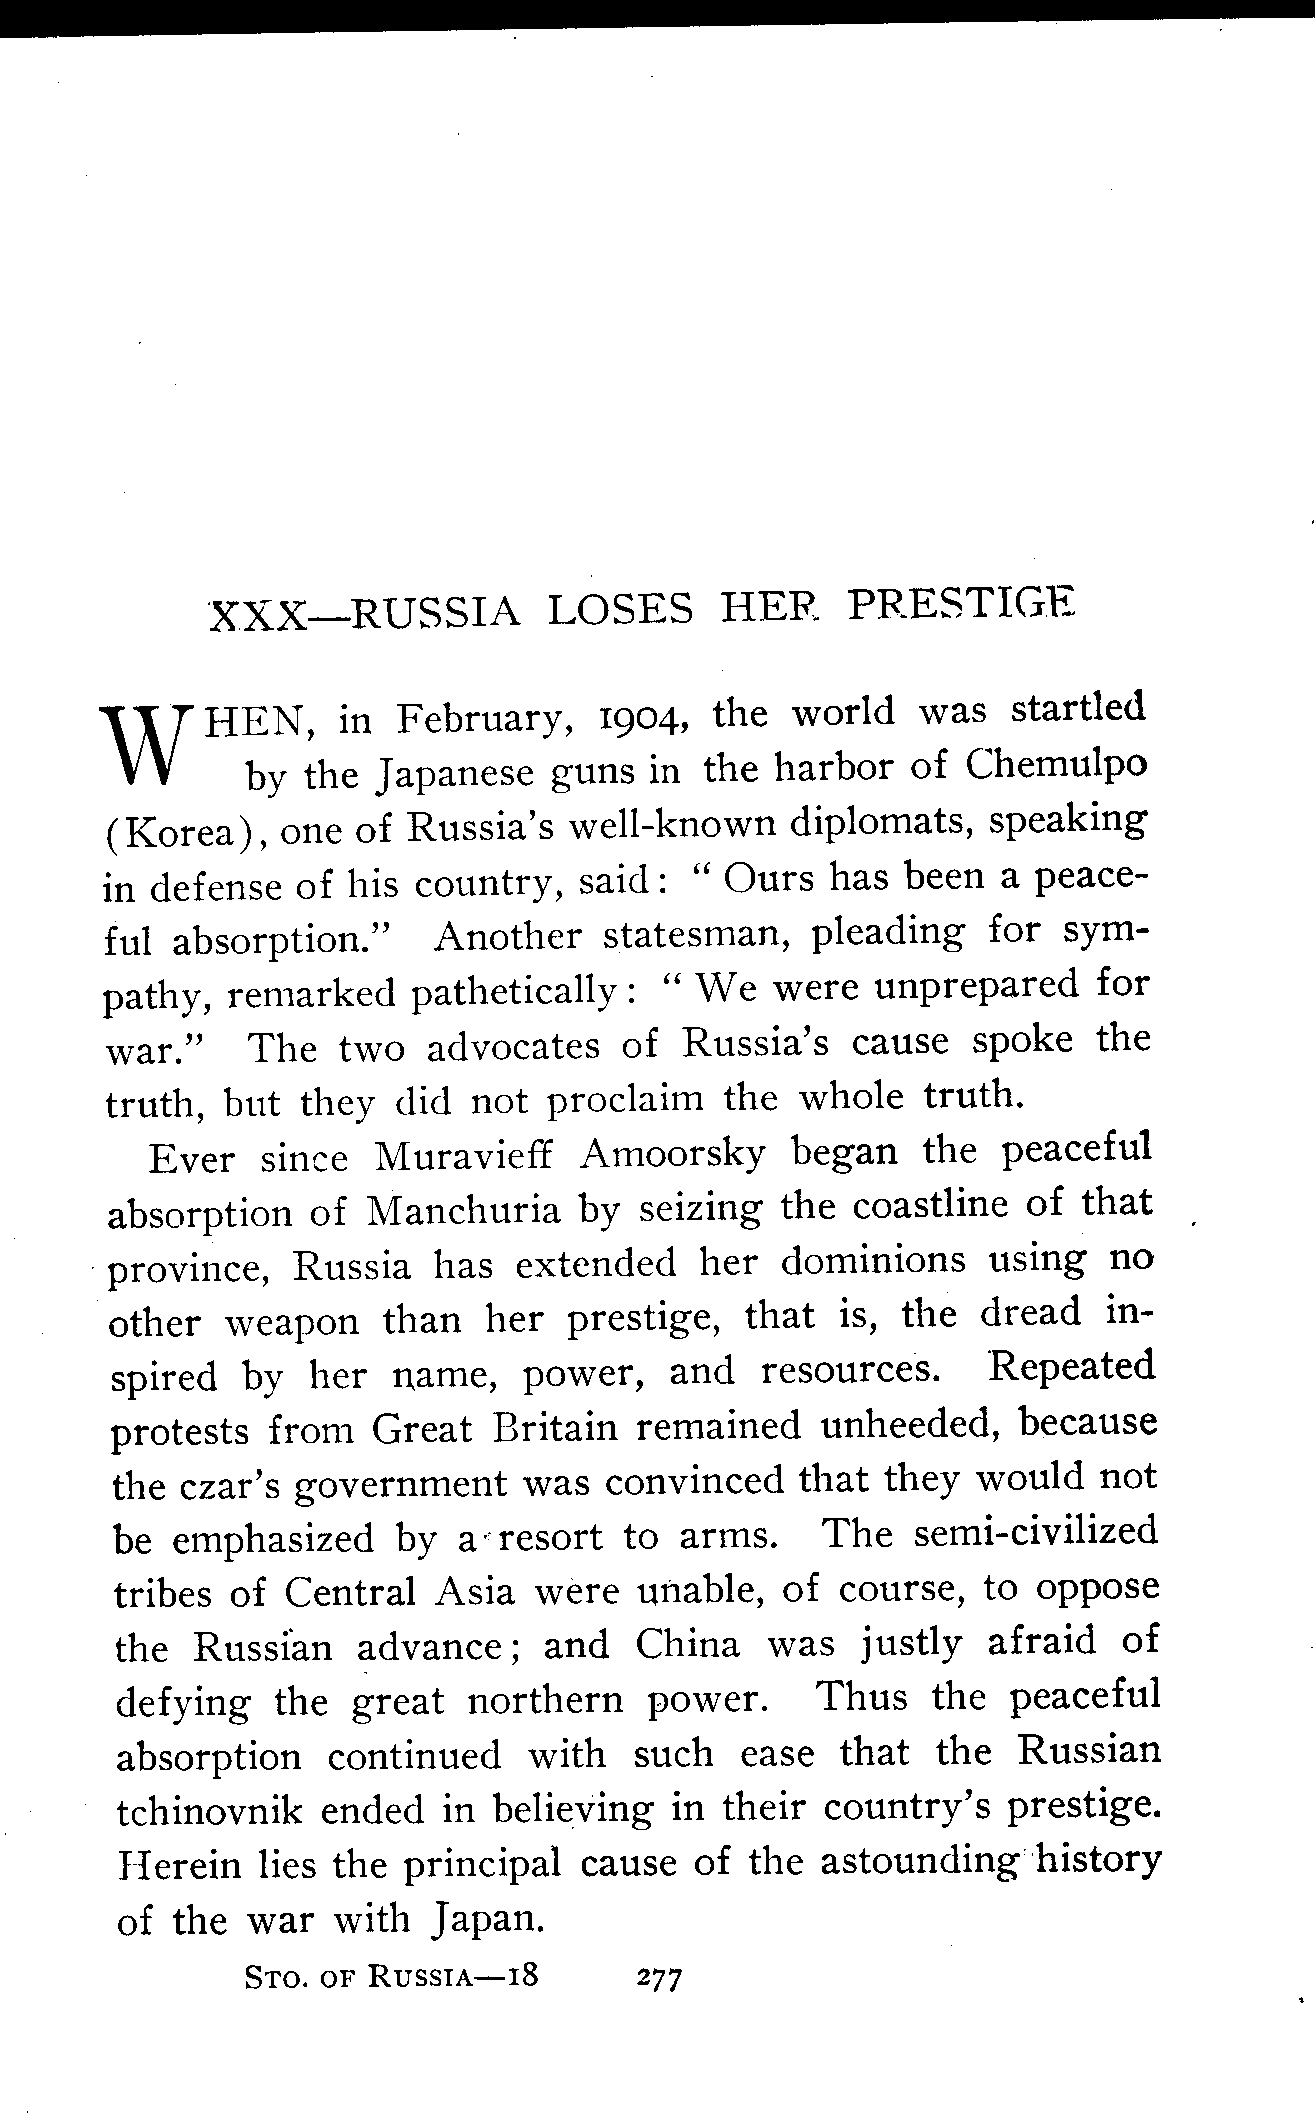 XXX—RUSSIA LOSES HER PRESTIGE
WHEN, in February, 1904, the world was startled
by the Japanese guns in the harbor of Chemulpo
(Korea), one of Russia's well-known diplomats, speaking
in defense of his country, said: " Ours has been a peace-
ful absorption." Another statesman, pleading for sym-
pathy, remarked pathetically: " We were unprepared for
war." The two advocates of Russia's cause spoke the
truth, but they did not proclaim the whole truth.
Ever since Muravieff Amoorsky began the peaceful
absorption of Manchuria by seizing the coastline of that
province, Russia has extended her dominions using no
other weapon than her prestige, that is, the dread in-
spired by her name, power, and resources. Repeated
protests from Great Britain remained unheeded, because
the czar's government was convinced that they would not
be emphasized by a resort to arms. The semi-civilized
tribes of Central Asia were unable, of course, to oppose
the Russian advance; and China was justly afraid of
defying the great northern power. Thus the peaceful
absorption continued with such ease that the Russian
tchinovnik ended in believing in their country's prestige.
Herein lies the principal cause of the astounding history
of the war with Japan.
STO. OF RUSSIA—18 277